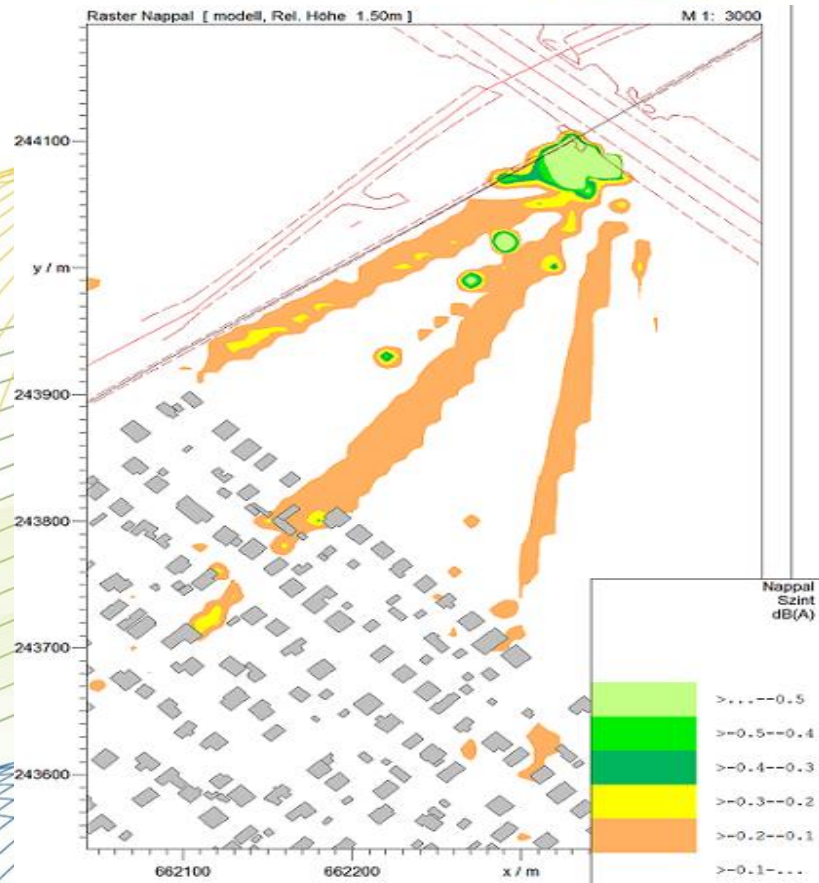 Raster Nappal [ modell, Rel. Höhe 1.50m ] M 1: 3000
244100
y / m
243900
243800
243700
243600
662100 662200 x / m
Nappal
Szint
dB(A)
>...--0.5
>-0.5--0.4
>-0.4--0.3
>-0.3--0.2
>-0.2--0.1
>-0.1-...